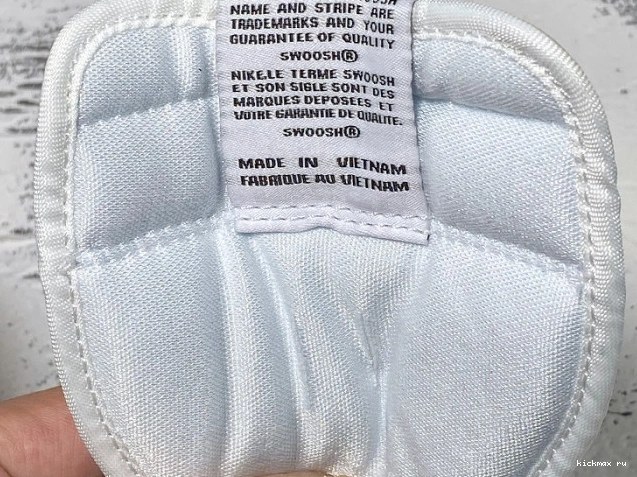 NAME AND STRIPE ARE
TRADEMARKS AND YOUR
GUARANTEE OF QUALITY
SWOOSH®
NIKE.LE TERME SWOOSH
ET SON SIGLE SONT DES
MARQUES DEPOSEES ET
VOTRE GARANTIE DE QUALITE.
SWOOSH®
MADE IN VIETNAM
FABRIQUE AU VIETNAM
kickmax ru